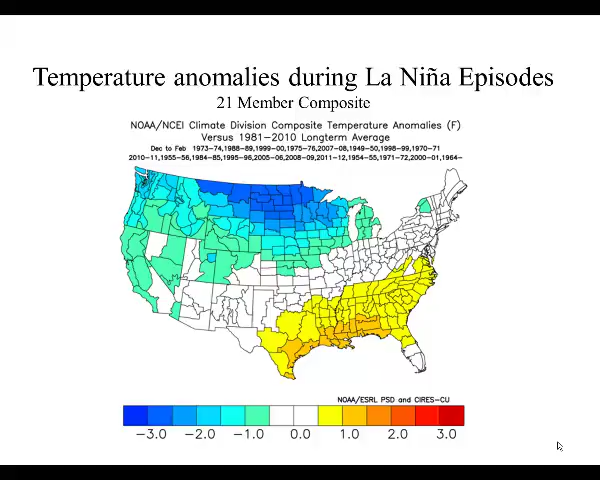 Temperature anomalies during La Niña Episodes
21 Member Composite
NOAA/NCEI Climate Division Composite Temperature Anomalies (F)
Versus 1981-2010 Longterm Average
Dec to Feb 1973-74,1988-89,1999-00,1975-76,2007-08,1949-50,1998-99,1970-71
2010-11,1955-56,1984-85,1995-96,2005-06,2008-09,2011-12,1954-55,1971-72,2000-01,1964-
NOAA/ESRL PSD and CIRES-CU
-3.0 -2.0 -1.0 0.0 1.0 2.0 3.0